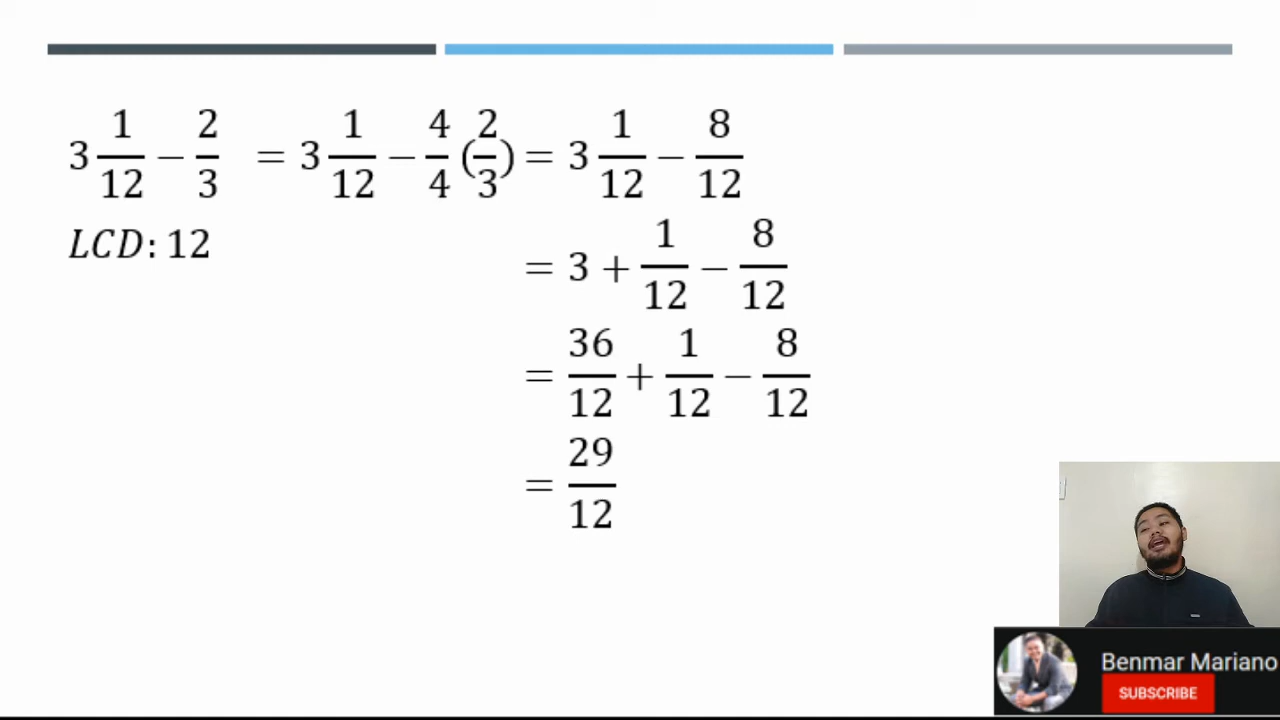 3 1/12 − 2/3 = 3 1/12 − 4/4 (2/3) = 3 1/12 − 8/12
LCD: 12
= 3 + 1/12 − 8/12
= 36/12 + 1/12 − 8/12
= 29/12
Benmar Mariano
SUBSCRIBE